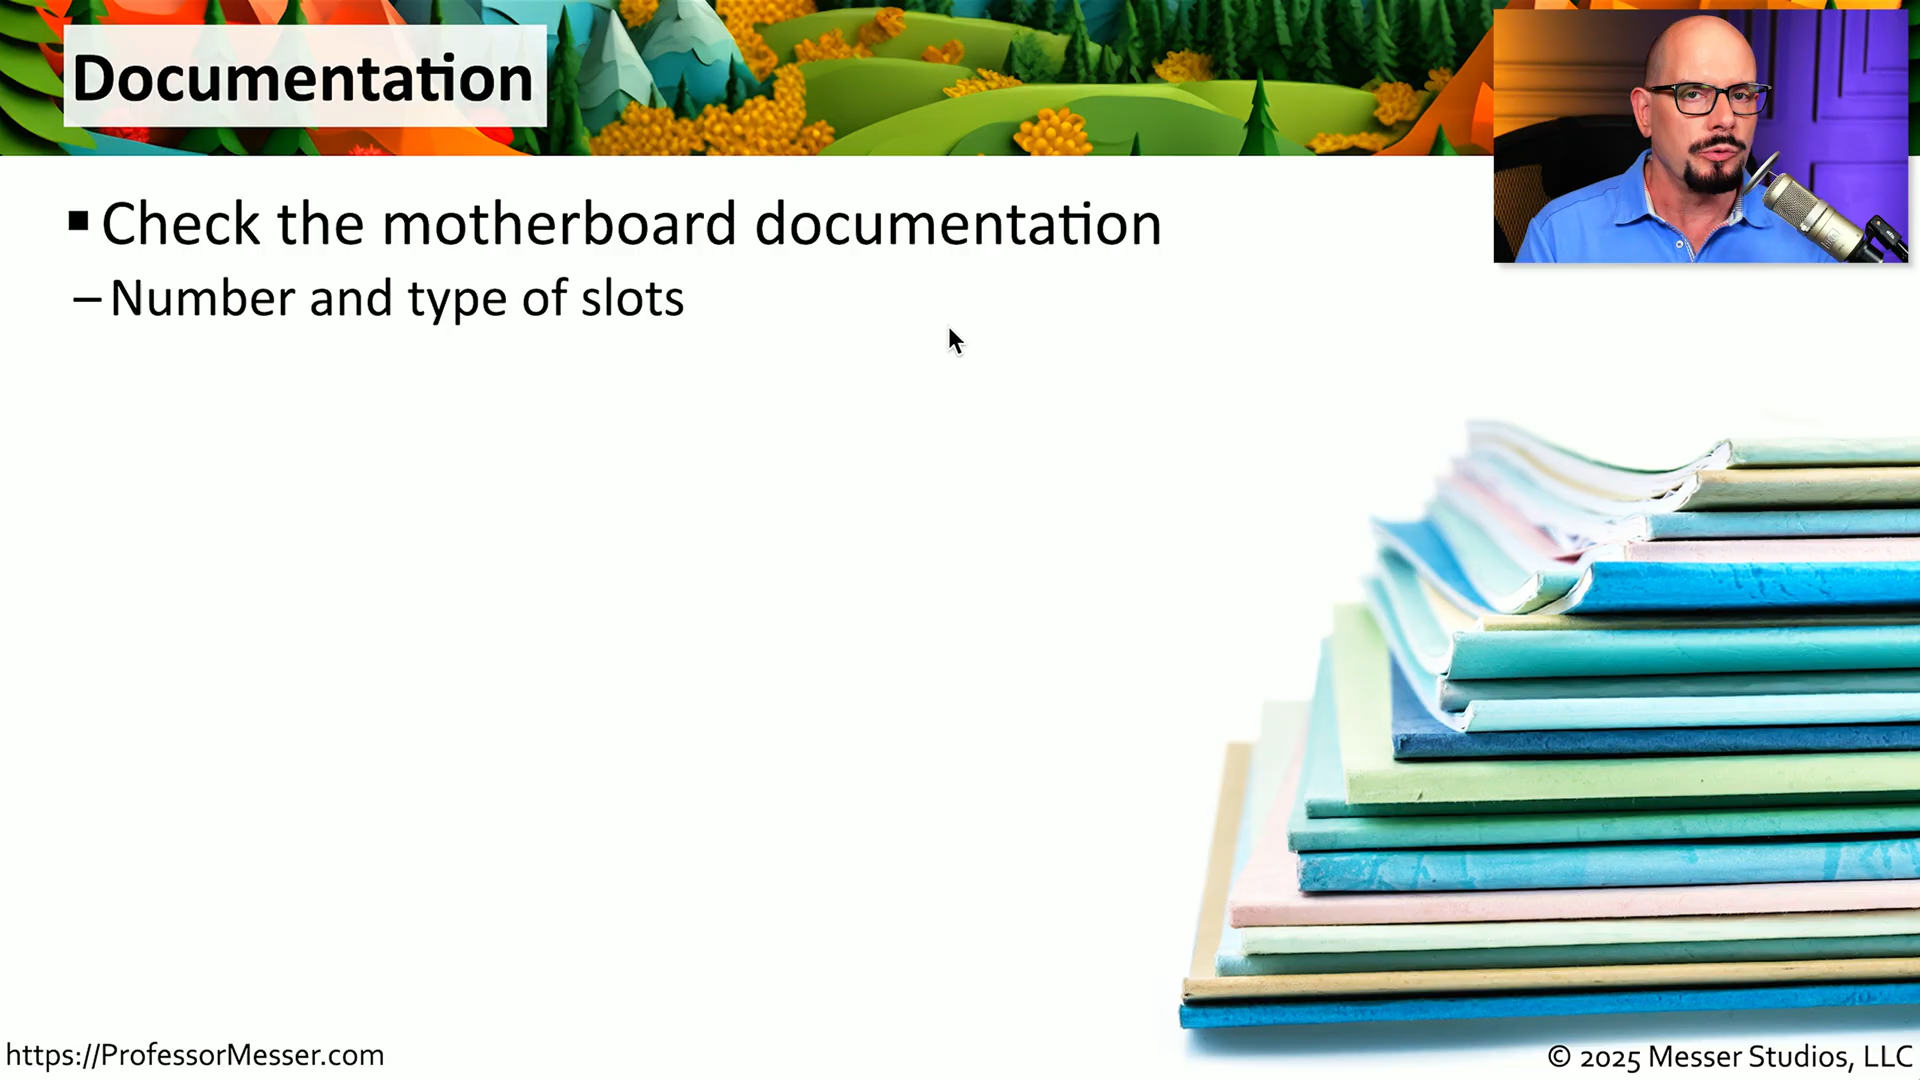 Documentation
▪ Check the motherboard documentation
– Number and type of slots
https://ProfessorMesser.com
© 2025 Messer Studios, LLC